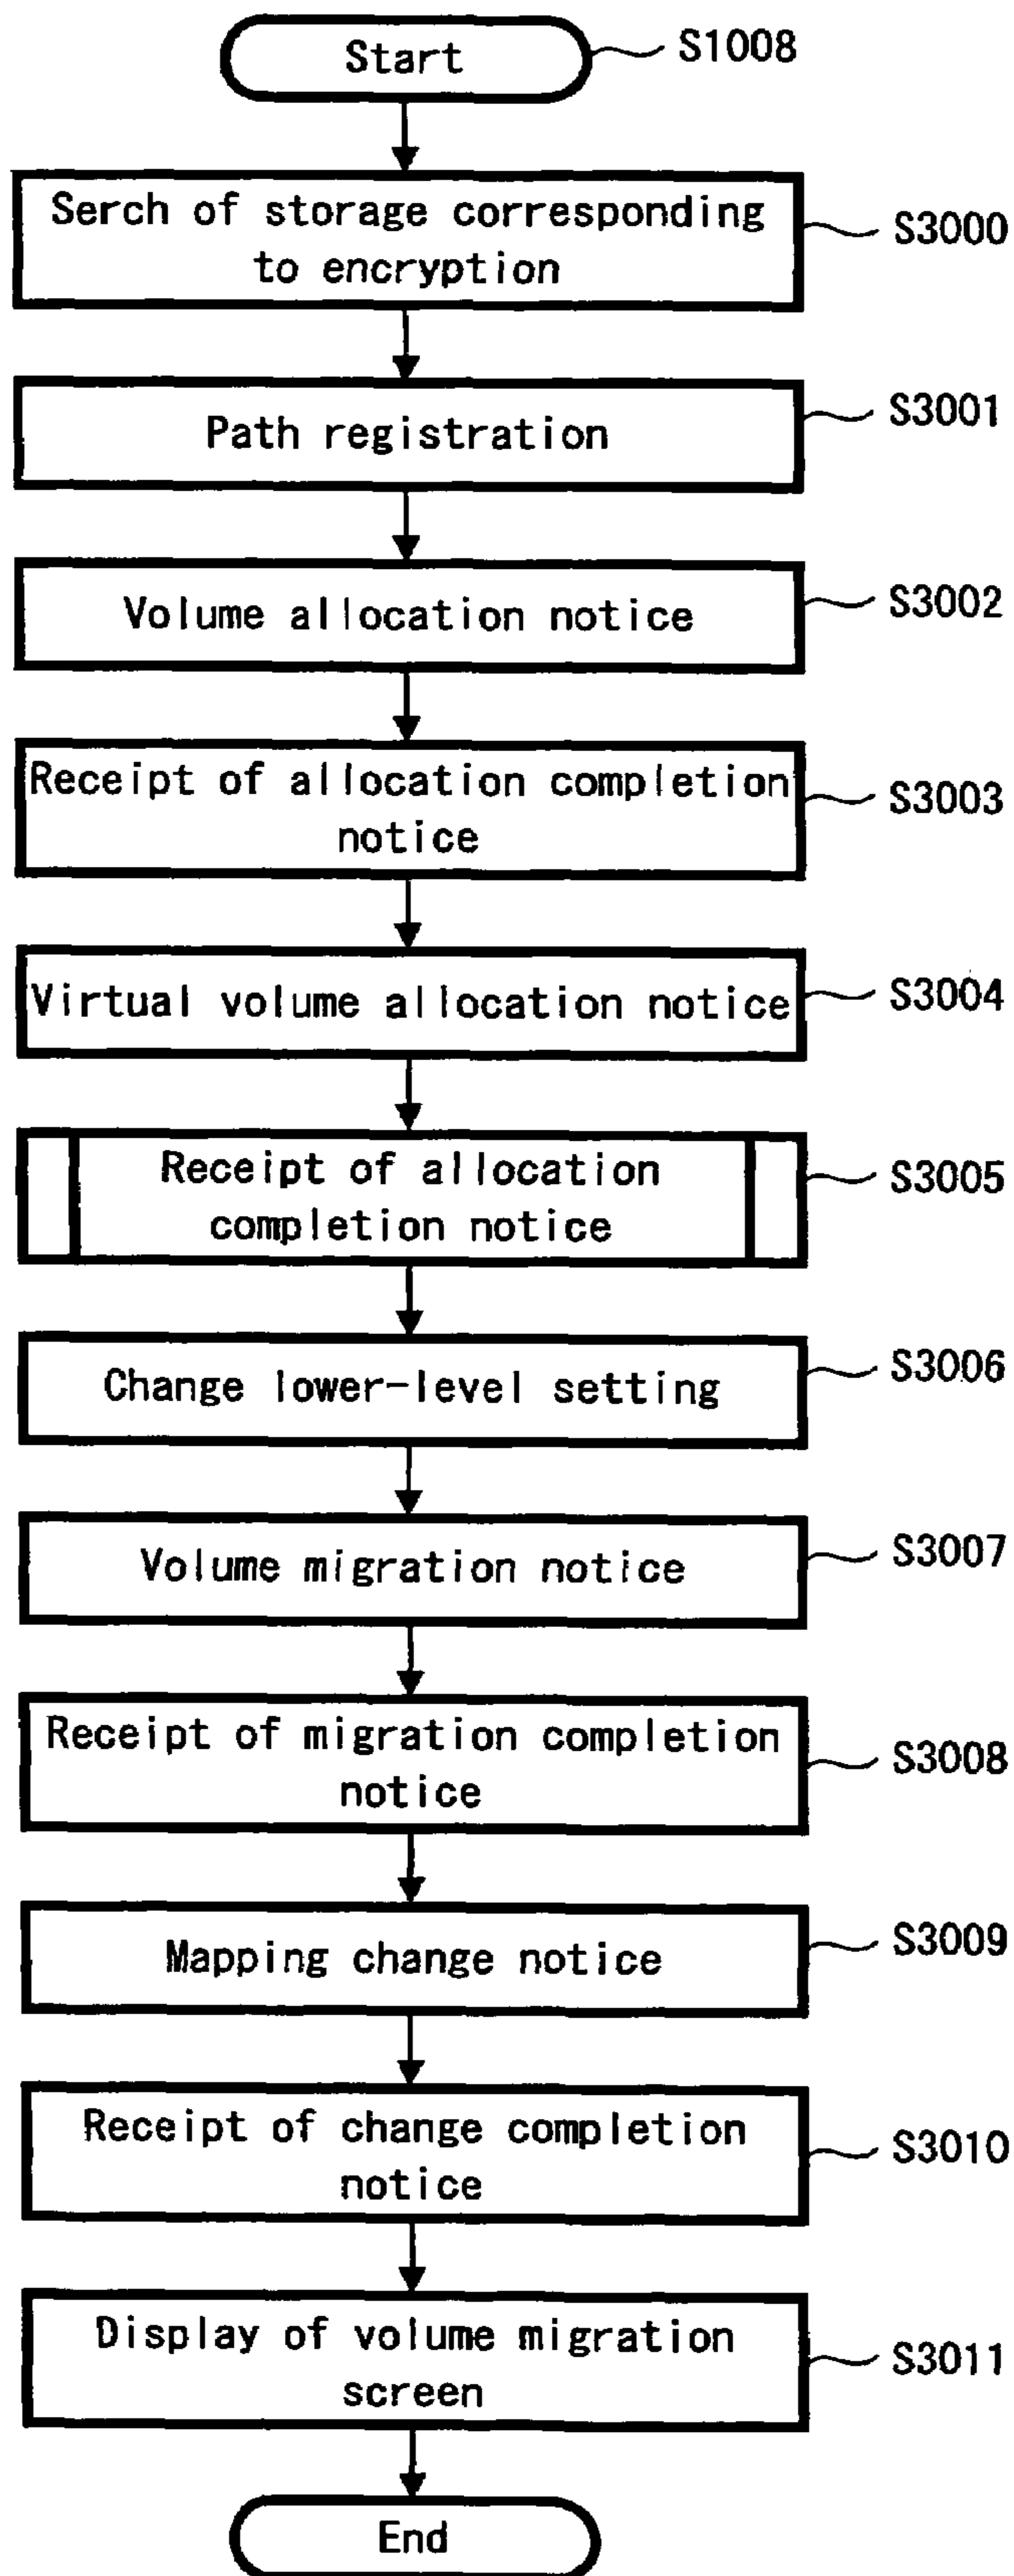 Start
S1008
Serch of storage corresponding
to encryption
S3000
Path registration
S3001
Volume allocation notice
S3002
Receipt of allocation completion
notice
S3003
Virtual volume allocation notice
S3004
Receipt of allocation
completion notice
S3005
Change lower-level setting
S3006
Volume migration notice
S3007
Receipt of migration completion
notice
S3008
Mapping change notice
S3009
Receipt of change completion
notice
S3010
Display of volume migration
screen
S3011
End